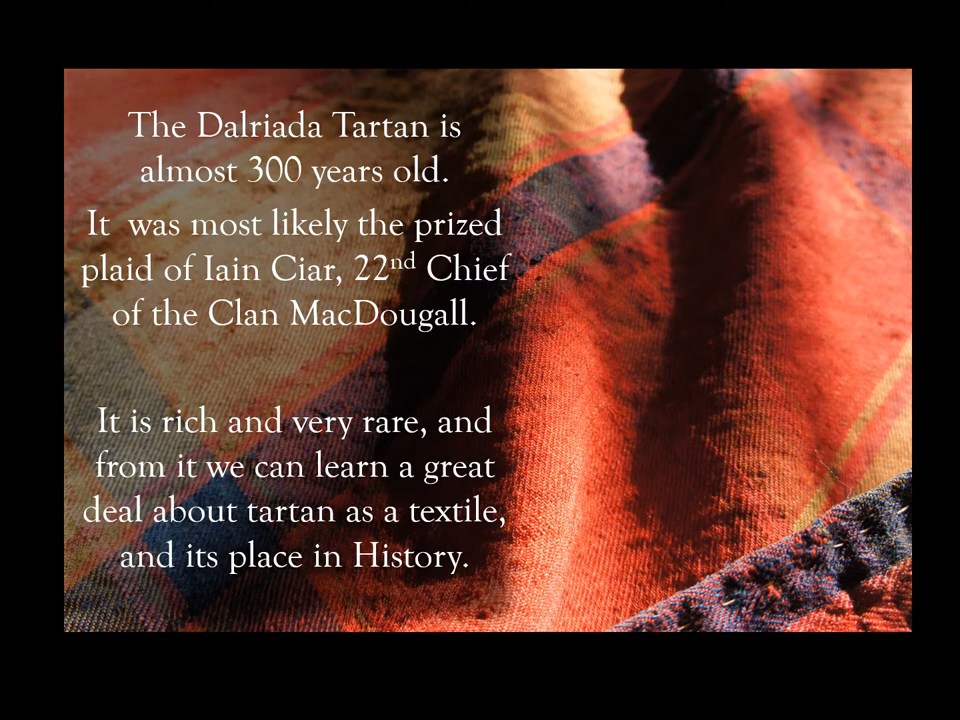 The Dalriada Tartan is
almost 300 years old.
It  was most likely the prized
plaid of Iain Ciar, 22nd Chief
of the Clan MacDougall.
It is rich and very rare, and
from it we can learn a great
deal about tartan as a textile,
and its place in History.